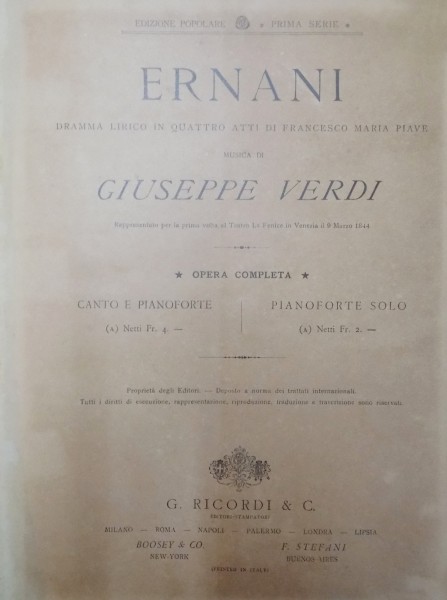 EDIZIONE POPOLARE ★ PRIMA SERIE ★
ERNANI
DRAMMA LIRICO IN QUATTRO ATTI DI FRANCESCO MARIA PIAVE
MUSICA DI
GIUSEPPE VERDI
Rappresentato per la prima volta al Teatro La Fenice in Venezia il 9 Marzo 1844
★ OPERA COMPLETA ★
CANTO E PIANOFORTE
(A) Netti Fr. 4. —
PIANOFORTE SOLO
(A) Netti Fr. 2. —
Proprietà degli Editori. — Deposto a norma dei trattati internazionali.
Tutti i diritti di esecuzione, rappresentazione, riproduzione, traduzione e trascrizione sono riservati.
G. RICORDI & C.
EDITORI-STAMPATORI
MILANO — ROMA — NAPOLI — PALERMO — LONDRA — LIPSIA
BOOSEY & CO.
NEW-YORK
F. STEFANI
BUENOS-AIRES
(PRINTED IN ITALY)